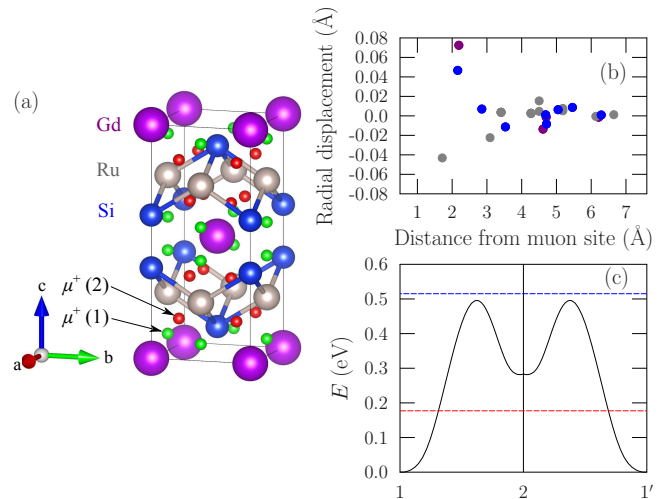 (a)
Gd
Ru
Si
μ⁺ (2)
μ⁺ (1)
c
a
b
Radial displacement (Å)
0.08
0.06
0.04
0.02
0.00
-0.02
-0.04
-0.06
-0.08
(b)
1 2 3 4 5 6 7
Distance from muon site (Å)
E (eV)
0.6
0.5
0.4
0.3
0.2
0.1
0.0
(c)
1 2 1′